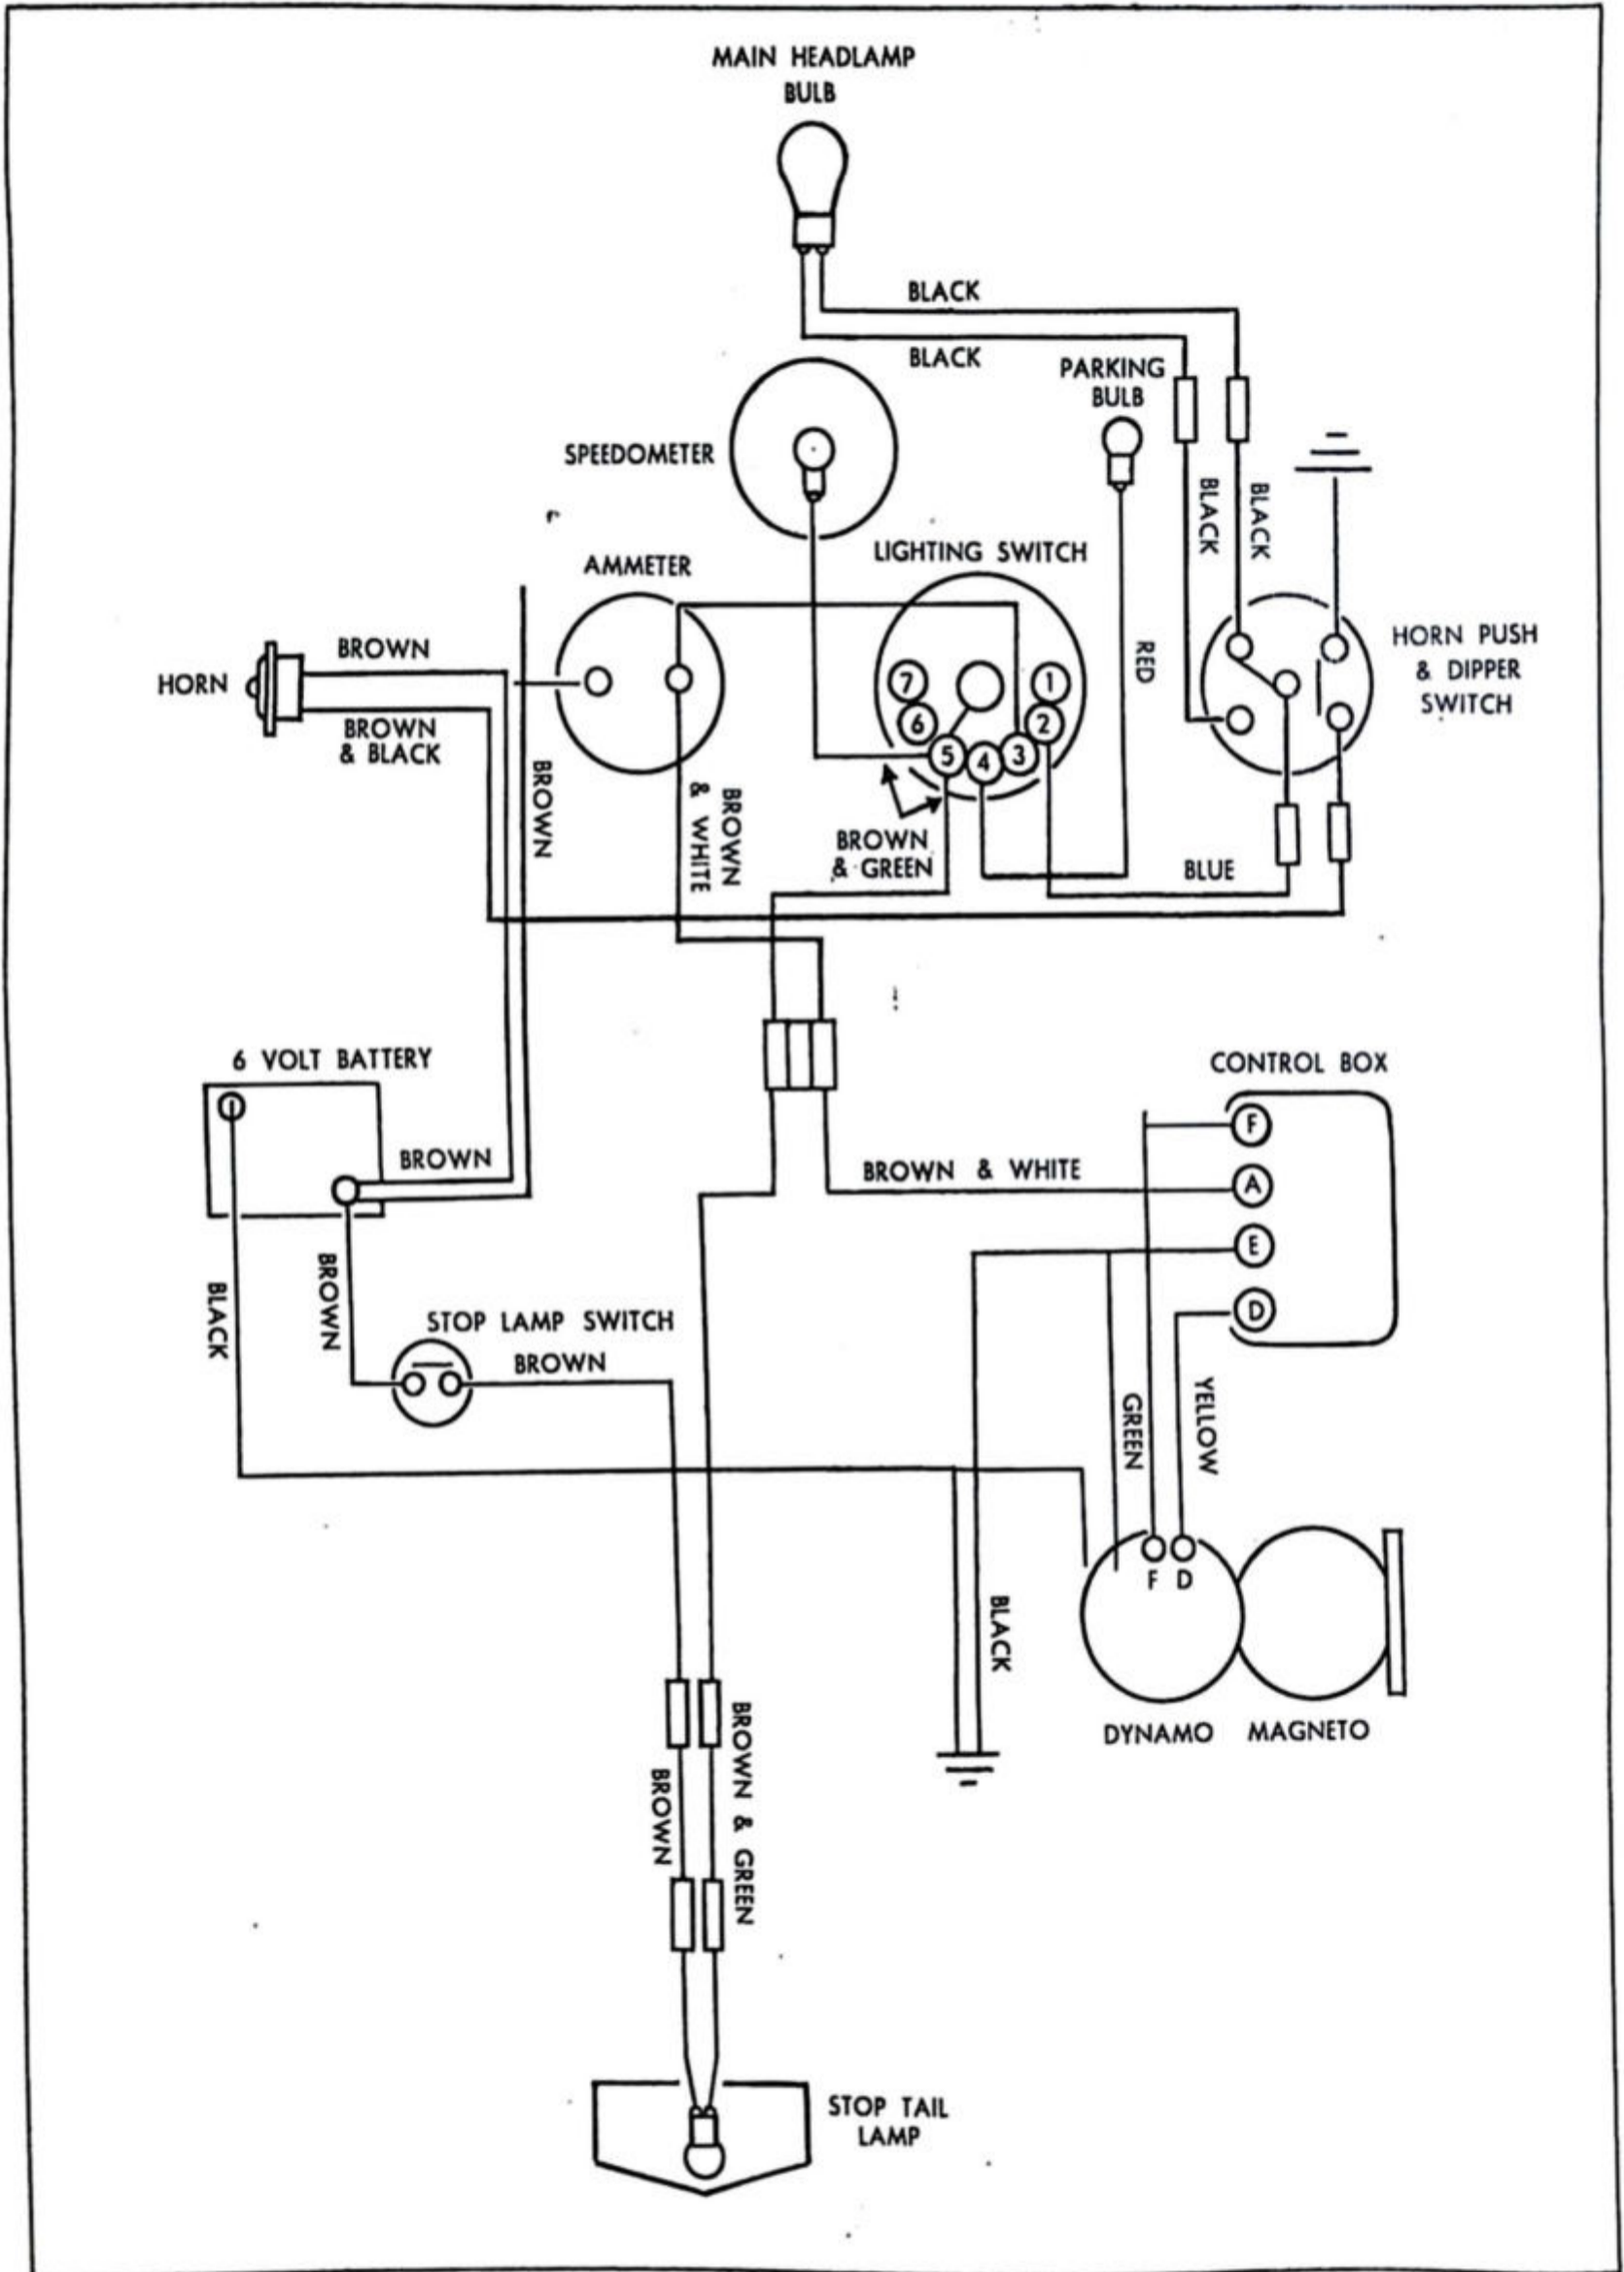 MAIN HEADLAMP
BULB
BLACK
BLACK
PARKING
BULB
SPEEDOMETER
BLACK
BLACK
LIGHTING SWITCH
AMMETER
HORN PUSH
& DIPPER
SWITCH
RED
BROWN
HORN
BROWN
& BLACK
7
1
6
2
5
4
3
BROWN
BROWN
& WHITE
BROWN
& GREEN
BLUE
6 VOLT BATTERY
CONTROL BOX
F
BROWN
BROWN & WHITE
A
E
D
BLACK
BROWN
STOP LAMP SWITCH
BROWN
GREEN
YELLOW
F D
BLACK
DYNAMO MAGNETO
BROWN
BROWN & GREEN
STOP TAIL
LAMP